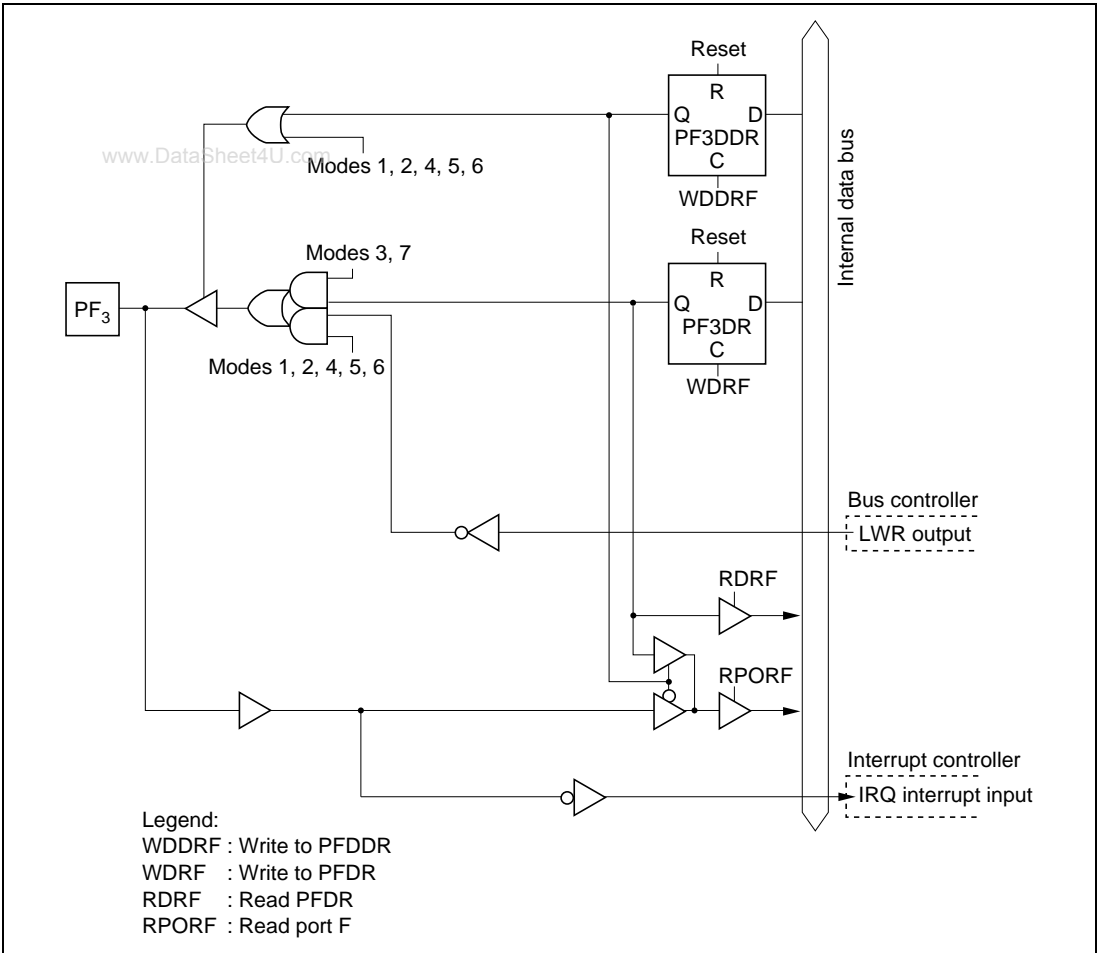 Reset
R
Q D
PF3DDR
C
WDDRF
www.DataSheet4U.com
Modes 1, 2, 4, 5, 6
Internal data bus
Reset
R
Q D
PF3DR
C
WDRF
Modes 3, 7
PF3
Modes 1, 2, 4, 5, 6
Bus controller
LWR output
RDRF
RPORF
Interrupt controller
IRQ interrupt input
Legend:
WDDRF : Write to PFDDR
WDRF : Write to PFDR
RDRF : Read PFDR
RPORF : Read port F